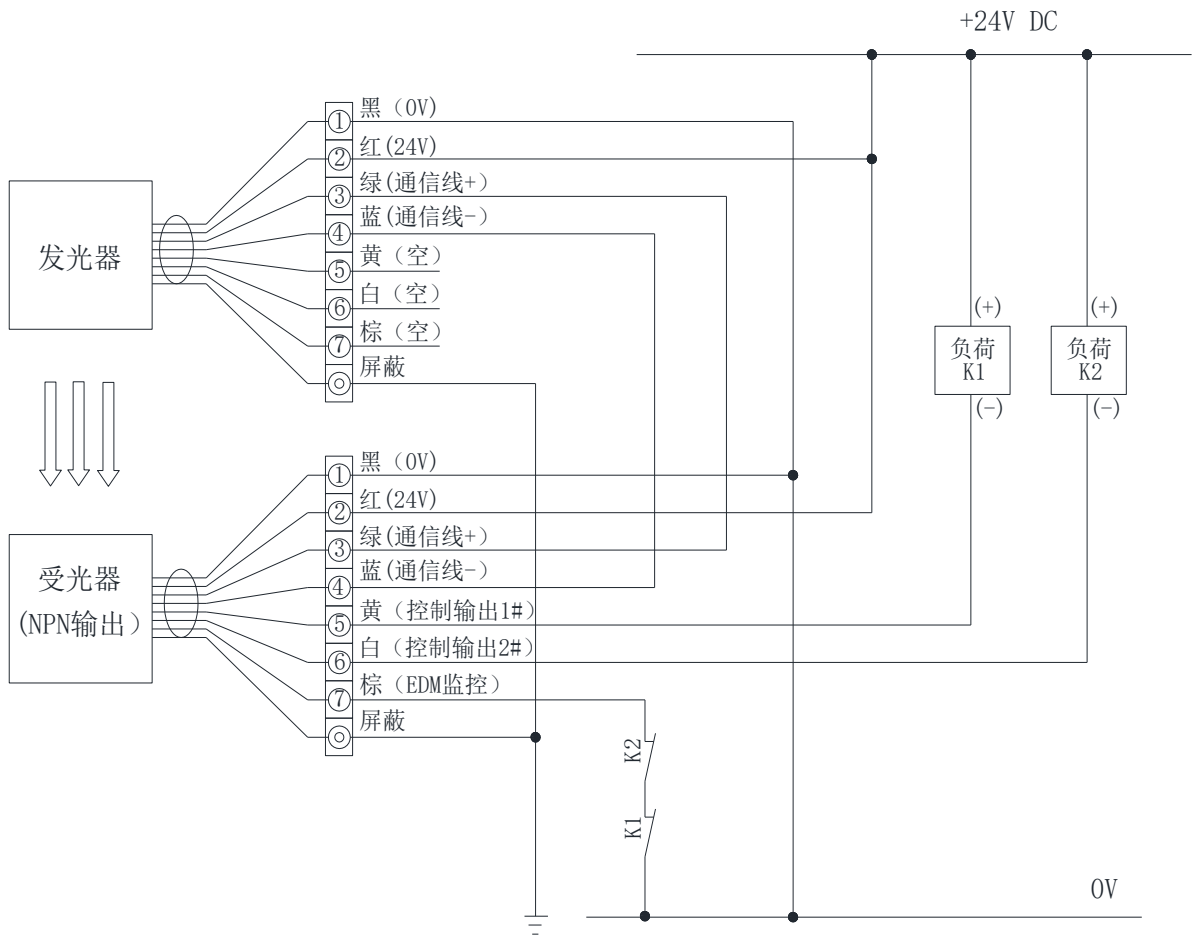 +24V DC
黑（0V)
①
红(24V)
②
绿(通信线+)
③
蓝(通信线-)
④
黄（空）
⑤
白（空）
⑥
棕（空）
⑦
屏蔽
发光器
(+)
(+)
负荷
K1
负荷
K2
(-)
(-)
黑（0V)
①
红(24V)
②
绿(通信线+)
③
蓝(通信线-)
④
黄（控制输出1#）
⑤
白（控制输出2#）
⑥
棕（EDM监控）
⑦
屏蔽
受光器
(NPN输出）
K2
K1
0V